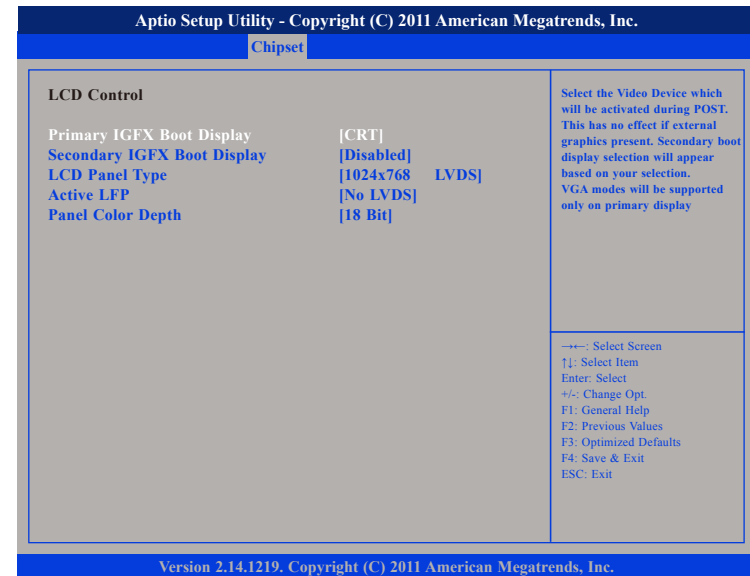 Aptio Setup Utility - Copyright (C) 2011 American Megatrends, Inc.
Chipset
LCD Control
Primary IGFX Boot Display [CRT]
Secondary IGFX Boot Display [Disabled]
LCD Panel Type [1024x768 LVDS]
Active LFP [No LVDS]
Panel Color Depth [18 Bit]
Select the Video Device which
will be activated during POST.
This has no effect if external
graphics present. Secondary boot
display selection will appear
based on your selection.
VGA modes will be supported
only on primary display
→←: Select Screen
↑↓: Select Item
Enter: Select
+/-: Change Opt.
F1: General Help
F2: Previous Values
F3: Optimized Defaults
F4: Save & Exit
ESC: Exit
Version 2.14.1219. Copyright (C) 2011 American Megatrends, Inc.